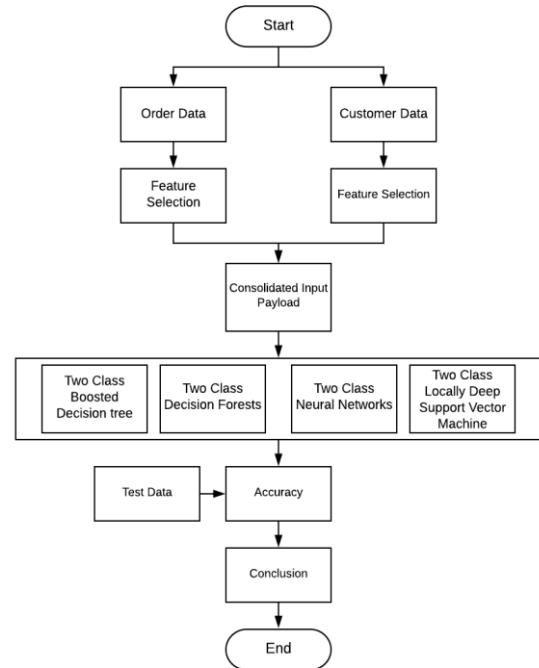 Start
Order Data
Customer Data
Feature
Selection
Feature Selection
Consolidated Input
Payload
Two Class
Boosted
Decision tree
Two Class
Decision Forests
Two Class
Neural Networks
Two Class
Locally Deep
Support Vector
Machine
Test Data
Accuracy
Conclusion
End